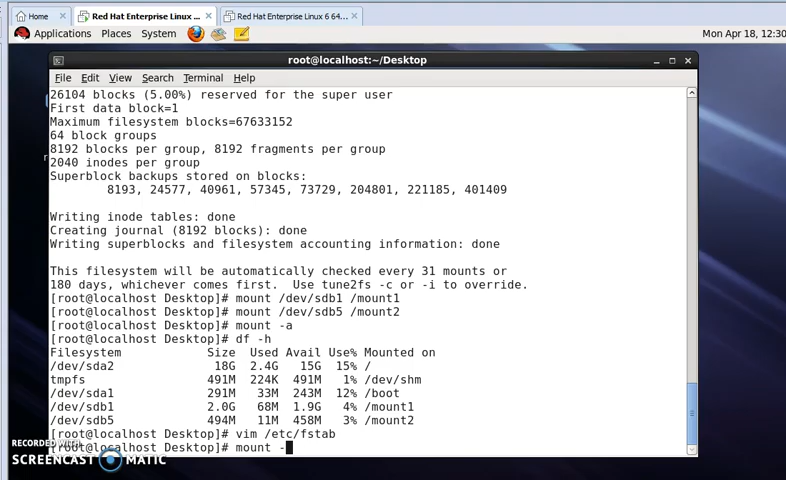 Home
Red Hat Enterprise Linux ...
Red Hat Enterprise Linux 6 64...
Applications Places System
Mon Apr 18, 12:30
root@localhost:~/Desktop
File Edit View Search Terminal Help
26104 blocks (5.00%) reserved for the super user
First data block=1
Maximum filesystem blocks=67633152
64 block groups
8192 blocks per group, 8192 fragments per group
2040 inodes per group
Superblock backups stored on blocks:
8193, 24577, 40961, 57345, 73729, 204801, 221185, 401409
Writing inode tables: done
Creating journal (8192 blocks): done
Writing superblocks and filesystem accounting information: done
This filesystem will be automatically checked every 31 mounts or
180 days, whichever comes first.  Use tune2fs -c or -i to override.
[root@localhost Desktop]# mount /dev/sdb1 /mount1
[root@localhost Desktop]# mount /dev/sdb5 /mount2
[root@localhost Desktop]# mount -a
[root@localhost Desktop]# df -h
Filesystem            Size  Used Avail Use% Mounted on
/dev/sda2              18G  2.4G   15G  15% /
tmpfs                 491M  224K  491M   1% /dev/shm
/dev/sda1             291M   33M  243M  12% /boot
/dev/sdb1             2.0G   68M  1.9G   4% /mount1
/dev/sdb5             494M   11M  458M   3% /mount2
[root@localhost Desktop]# vim /etc/fstab
[root@localhost Desktop]# mount -
RECORDED WITH
SCREENCAST MATIC